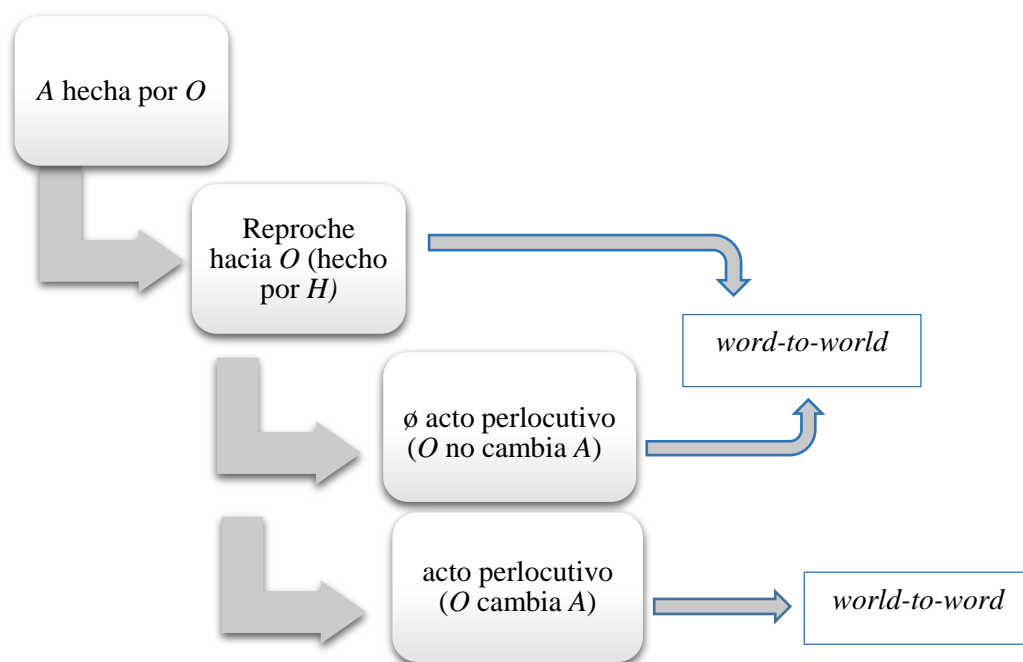 A hecha por O
Reproche
hacia O (hecho
por H)
word-to-world
ø acto perlocutivo
(O no cambia A)
acto perlocutivo
(O cambia A)
world-to-word